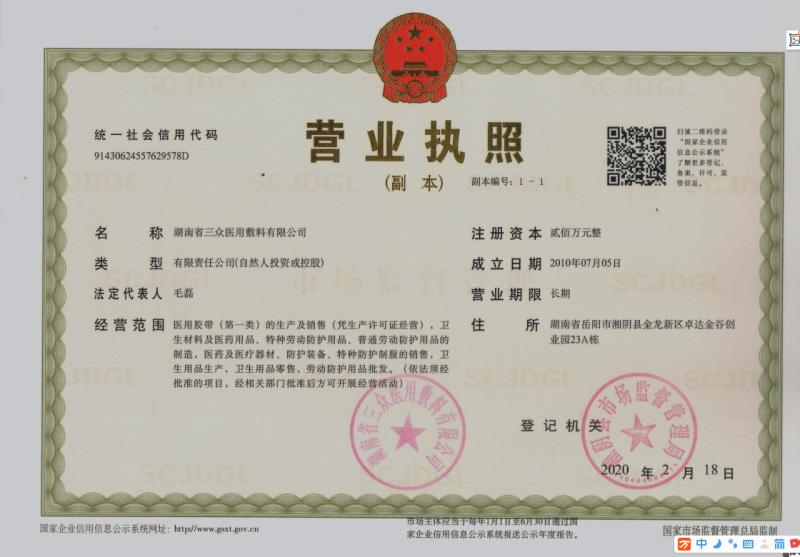 统一社会信用代码
91430624557629578D
营业执照
(副 本)
副本编号: 1 - 1
扫描二维码登录
“国家企业信用
信息公示系统”
了解更多登记、
备案、许可、监
管信息。
名 称 湖南省三众医用敷料有限公司
类 型 有限责任公司(自然人投资或控股)
法定代表人 毛磊
经营范围 医用胶带（第一类）的生产及销售（凭生产许可证经营），卫
生材料及医药用品、特种劳动防护用品、普通劳动防护用品的
制造，医药及医疗器材、防护装备、特种防护制服的销售，卫
生用品生产，卫生用品零售，劳动防护用品批发。（依法须经
批准的项目，经相关部门批准后方可开展经营活动）
注册资本 贰佰万元整
成立日期 2010年07月05日
营业期限 长期
住 所 湖南省岳阳市湘阴县金龙新区卓达金谷创
业园23A栋
湖南省三众医用敷料有限公司
登记机关
湘阴县市场监督管理局
2020 年 2 月 18 日
国家企业信用信息公示系统网址: http://www.gsxt.gov.cn
市场主体应当于每年1月1日至6月30日通过国
家企业信用信息公示系统报送公示年度报告。
国家市场监督管理总局监制
SCJDGL
市场监督管理
中
简